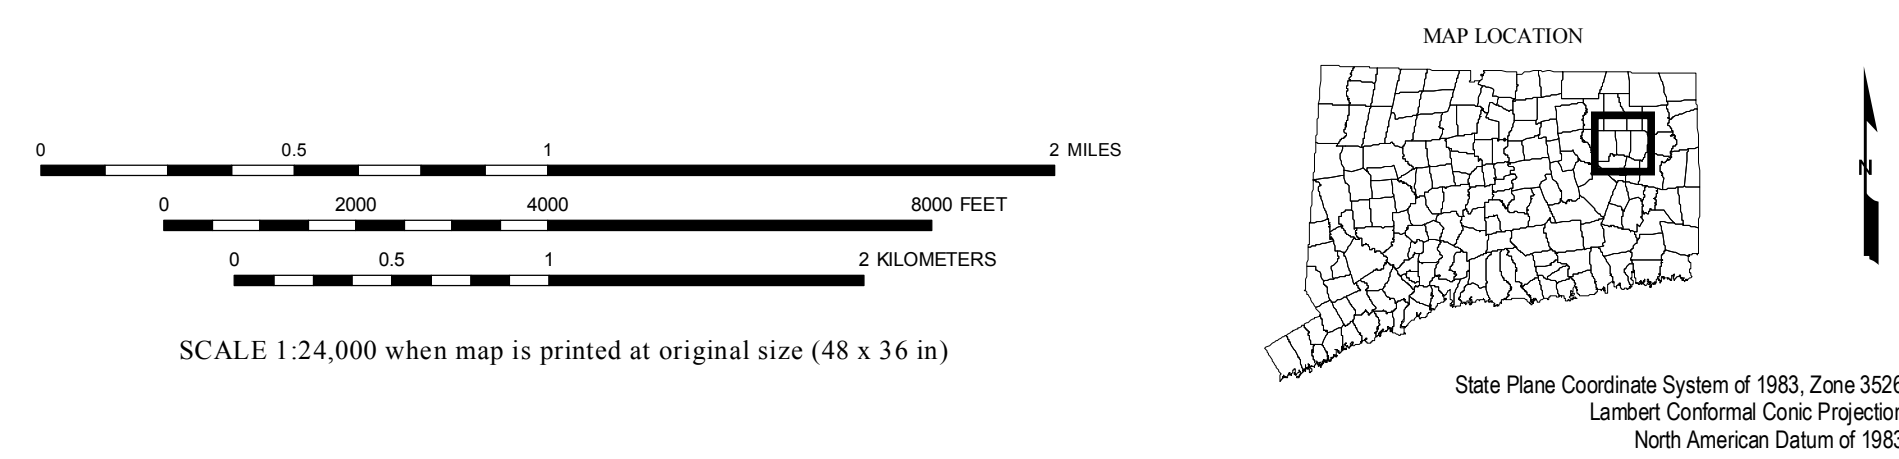 MAP LOCATION
0 0.5 1 2 MILES
0 2000 4000 8000 FEET
0 0.5 1 2 KILOMETERS
SCALE 1:24,000 when map is printed at original size (48 x 36 in)
N
State Plane Coordinate System of 1983, Zone 3526
Lambert Conformal Conic Projection
North American Datum of 1983